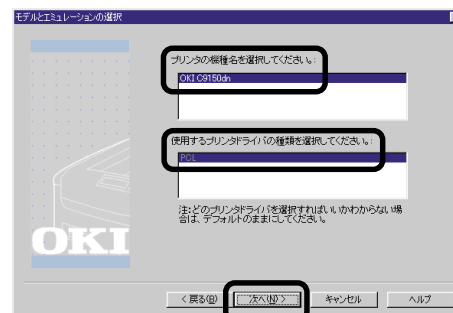 モデルとエミュレーションの選択
プリンタの機種名を選択してください。:
OKI C9150dn
使用するプリンタドライバの種類を選択してください。:
PCL
注:どのプリンタドライバを選択すればいいかわからない場
合は、デフォルトのままにしてください。
OKI
< 戻る(B)
次へ(N) >
キャンセル
ヘルプ